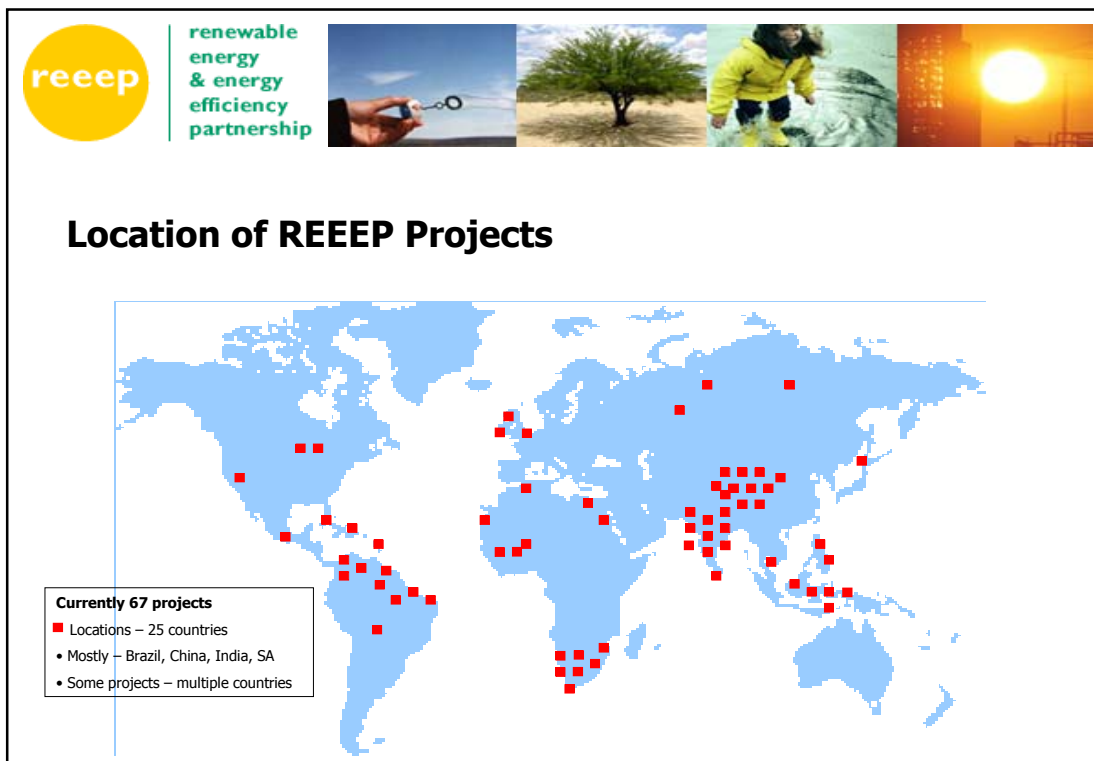 reeep
renewable
energy
& energy
efficiency
partnership
Location of REEEP Projects
Currently 67 projects
Locations – 25 countries
• Mostly – Brazil, China, India, SA
• Some projects – multiple countries